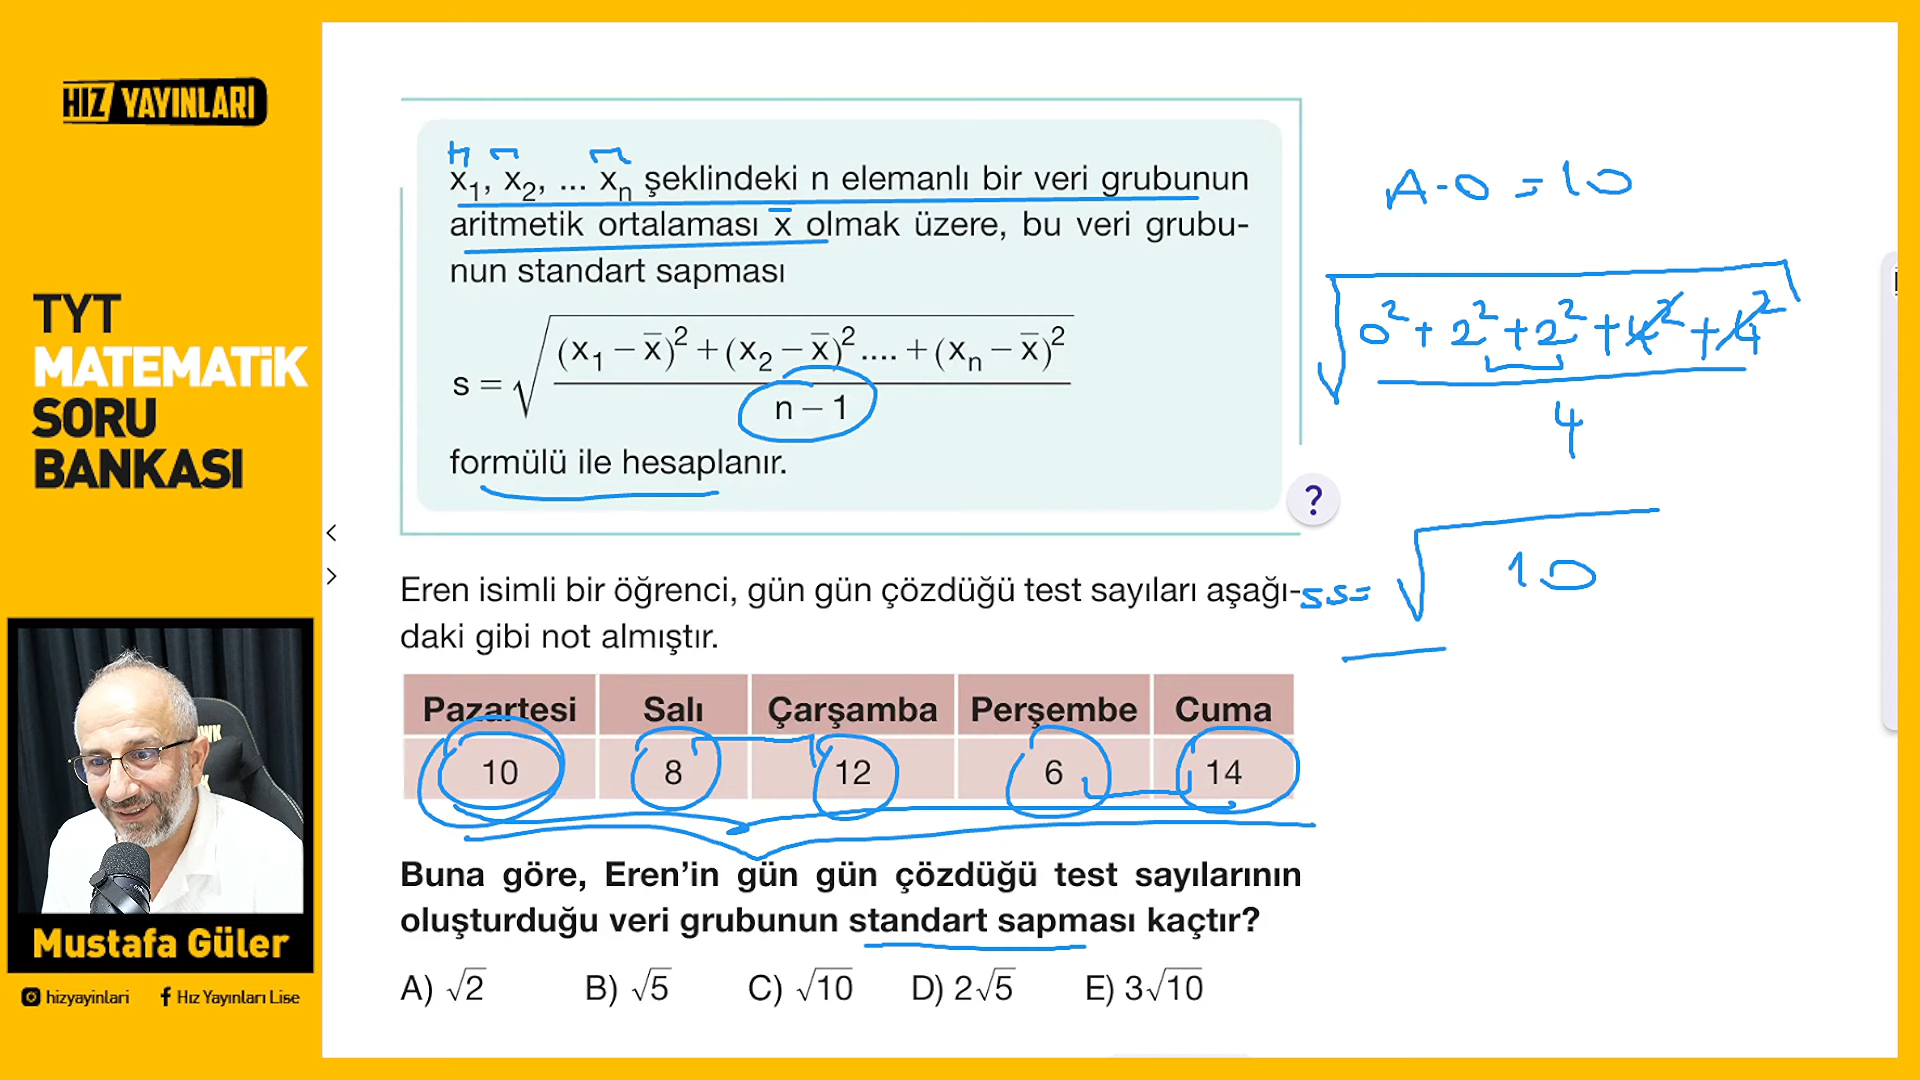 HIZ YAYINLARI
TYT
MATEMATİK
SORU
BANKASI
Mustafa Güler
hizyayinlari Hız Yayınları Lise
x₁, x₂, ... xₙ şeklindeki n elemanlı bir veri grubunun
aritmetik ortalaması x̄ olmak üzere, bu veri grubu-
nun standart sapması
s = √((x₁ − x̄)² + (x₂ − x̄)² .... + (xₙ − x̄)² / n − 1)
formülü ile hesaplanır.
?
<
>
Eren isimli bir öğrenci, gün gün çözdüğü test sayıları aşağı-
daki gibi not almıştır.
Pazartesi Salı Çarşamba Perşembe Cuma
10 8 12 6 14
Buna göre, Eren’in gün gün çözdüğü test sayılarının
oluşturduğu veri grubunun standart sapması kaçtır?
A) √2 B) √5 C) √10 D) 2√5 E) 3√10
A.O = 10
√(0² + 2² + 2² + 4² + 4² / 4)
SS= √10